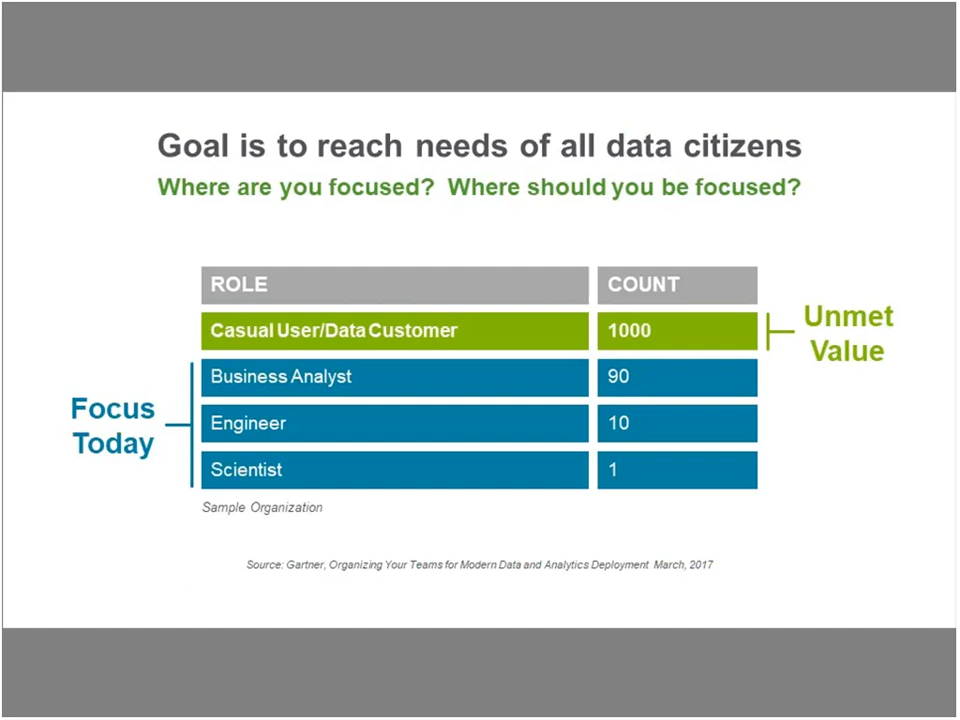 Goal is to reach needs of all data citizens
Where are you focused? Where should you be focused?
ROLE COUNT
Casual User/Data Customer 1000
Unmet
Value
Business Analyst 90
Engineer 10
Scientist 1
Focus
Today
Sample Organization
Source: Gartner, Organizing Your Teams for Modern Data and Analytics Deployment March, 2017